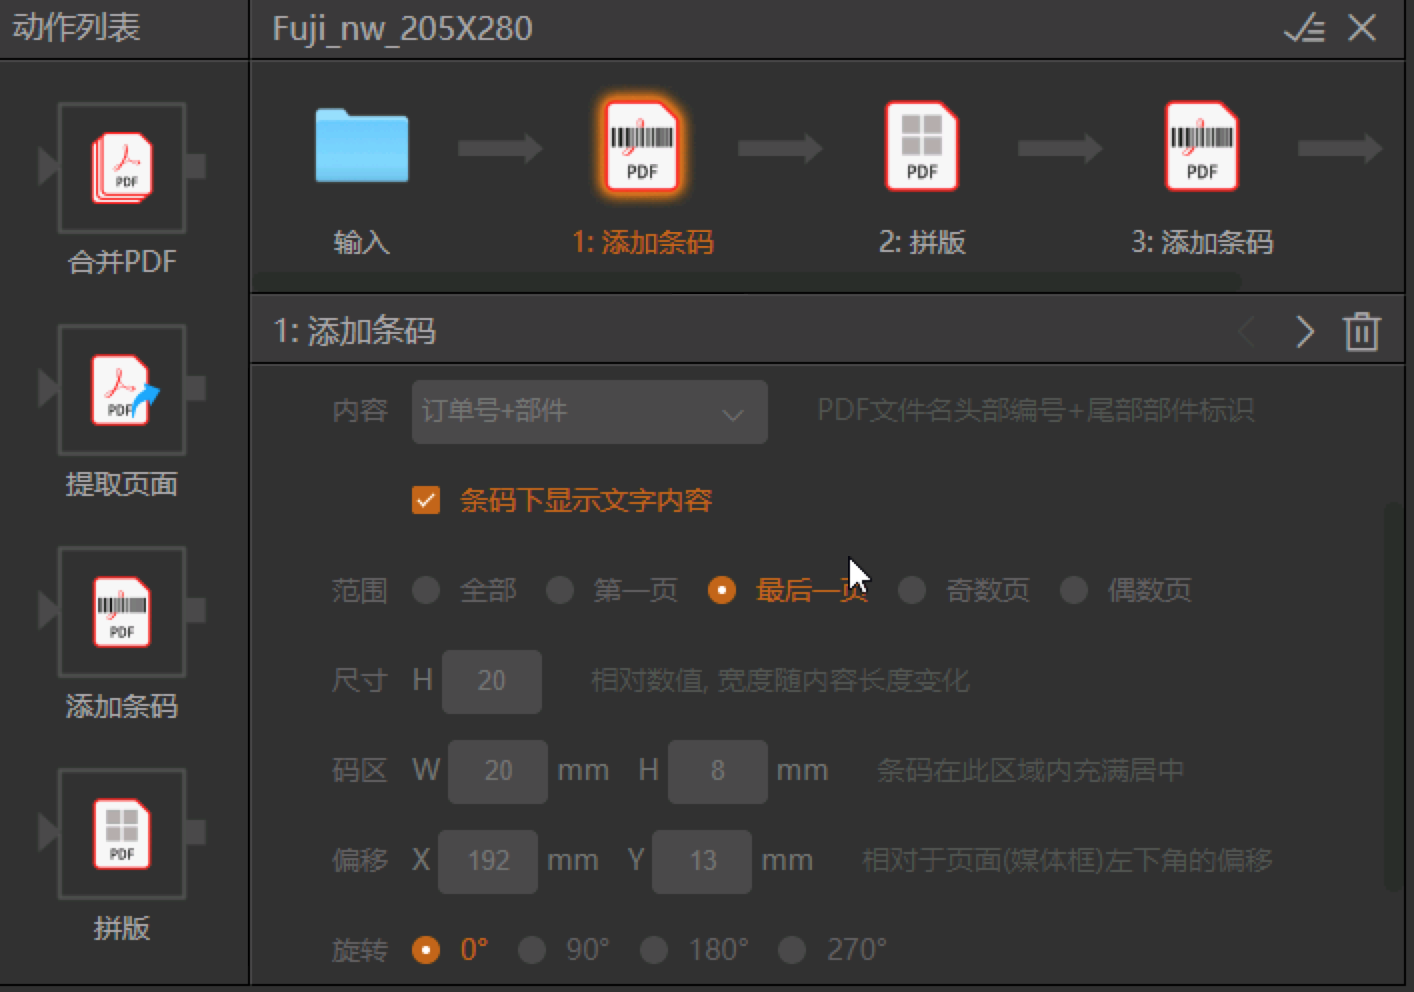 动作列表
Fuji_nw_205X280
PDF
合并PDF
PDF
提取页面
PDF
添加条码
PDF
拼版
输入
PDF
1: 添加条码
PDF
2: 拼版
PDF
3: 添加条码
1: 添加条码
内容 订单号+部件 PDF文件名头部编号+尾部部件标识
条码下显示文字内容
范围 全部 第一页 最后一页 奇数页 偶数页
尺寸 H 20 相对数值, 宽度随内容长度变化
码区 W 20 mm H 8 mm 条码在此区域内充满居中
偏移 X 192 mm Y 13 mm 相对于页面(媒体框)左下角的偏移
旋转 0° 90° 180° 270°